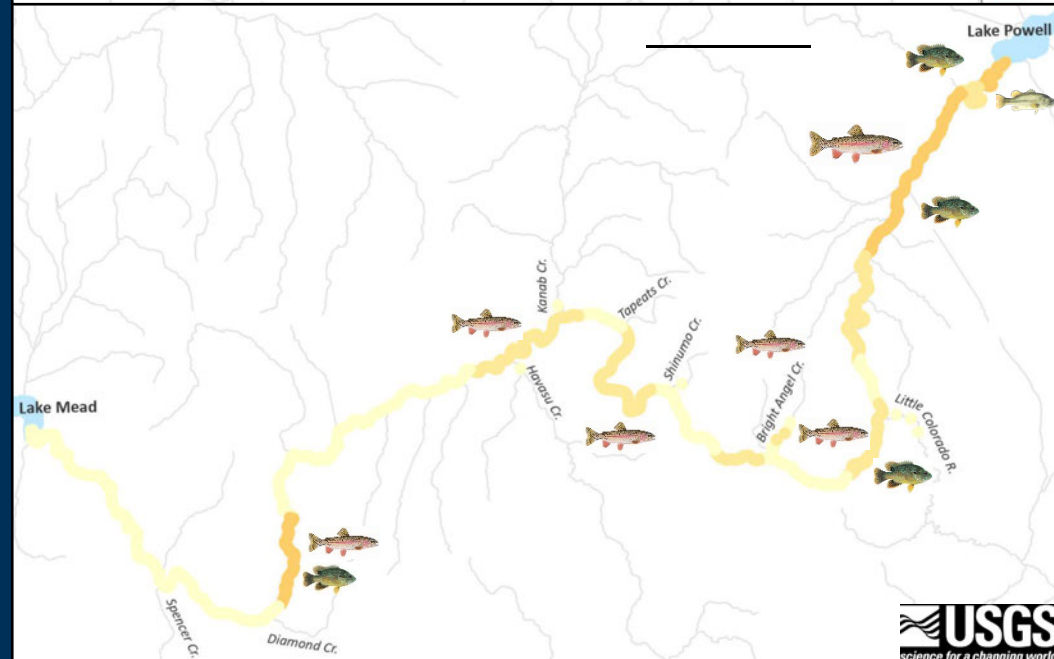 Lake Powell
Kanab Cr.
Tapeats Cr.
Shinumo Cr.
Havasu Cr.
Bright Angel Cr.
Little Colorado R.
Lake Mead
Spencer Cr.
Diamond Cr.
USGS
science for a changing world